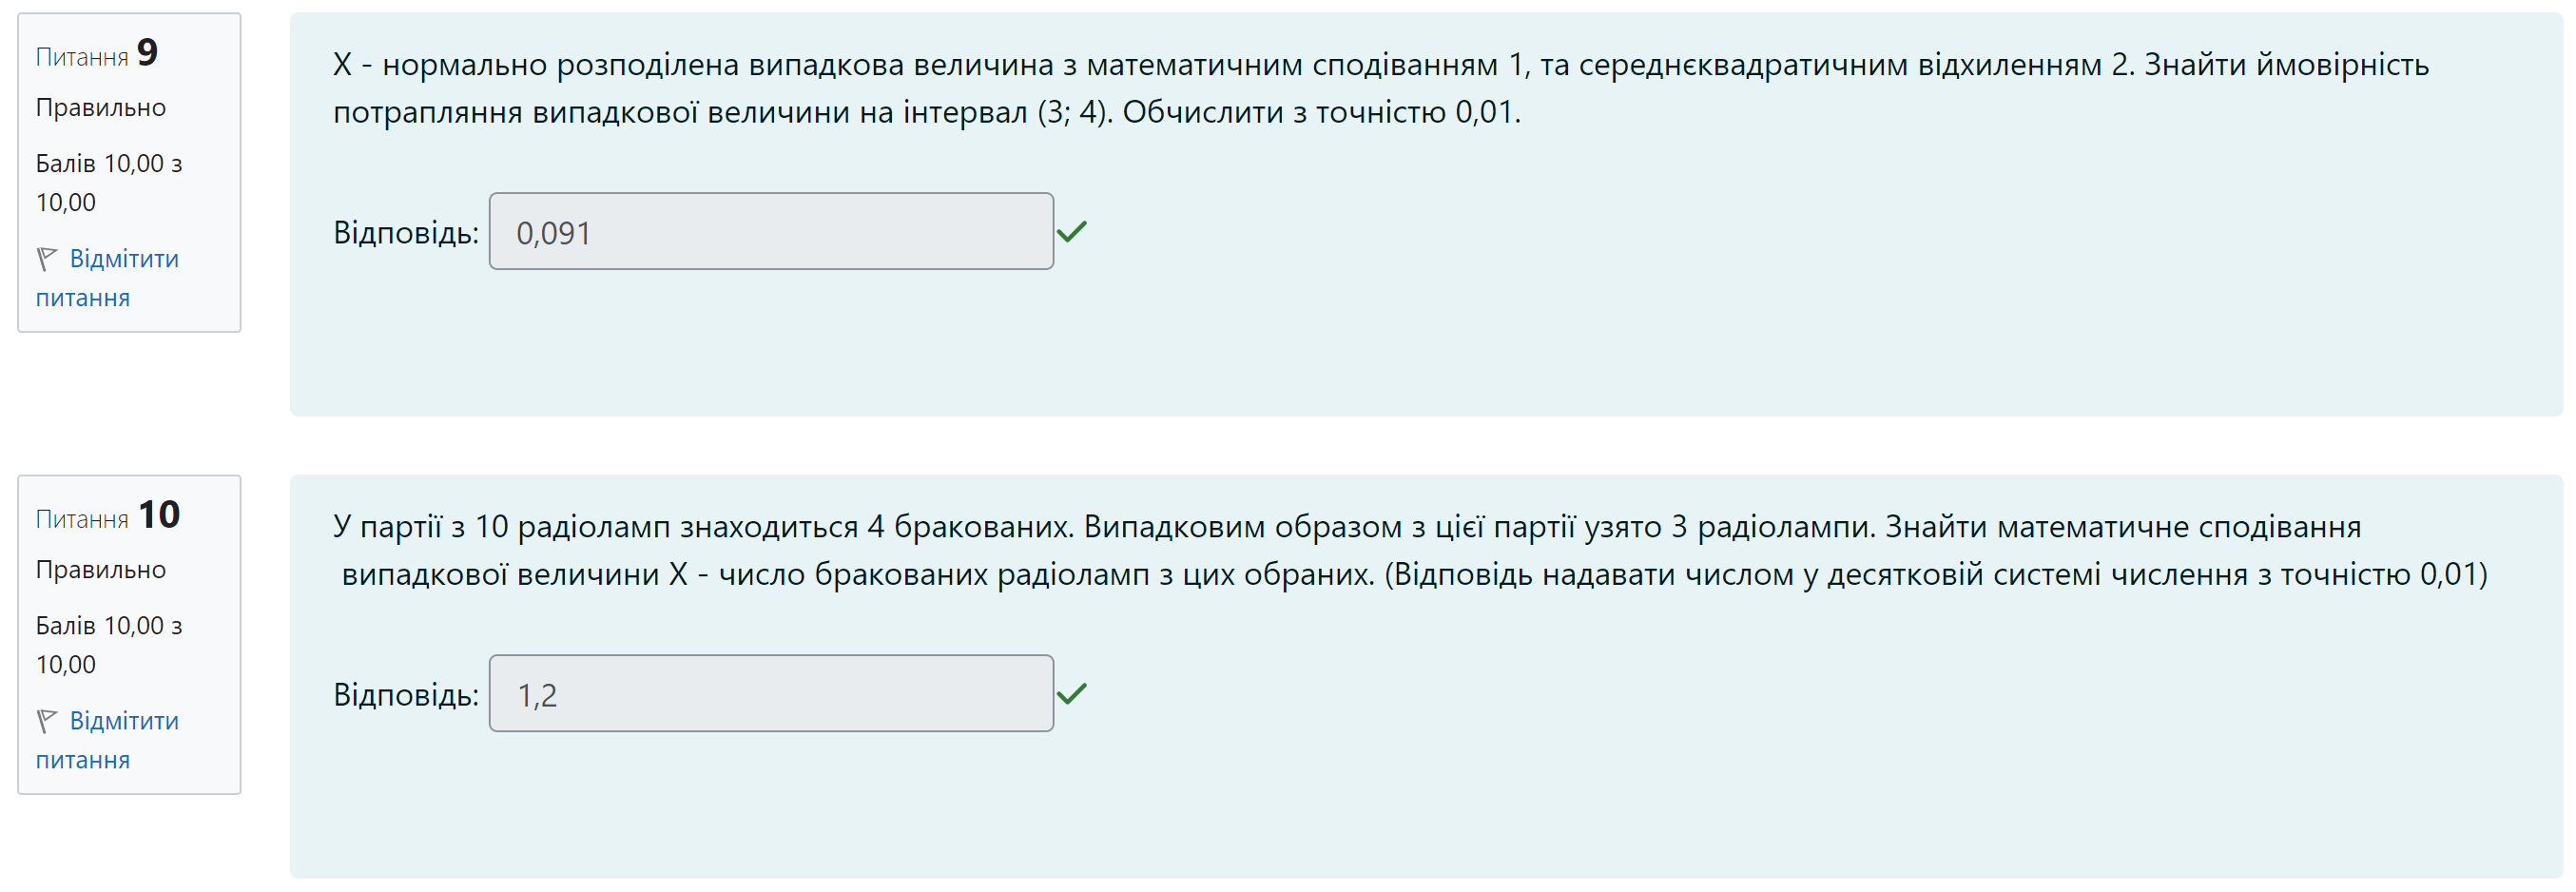 Питання 9
Правильно
Балів 10,00 з
10,00
Відмітити
питання
X - нормально розподілена випадкова величина з математичним сподіванням 1, та середнєквадратичним відхиленням 2. Знайти ймовірність
потрапляння випадкової величини на інтервал (3; 4). Обчислити з точністю 0,01.
Відповідь: 0,091
Питання 10
Правильно
Балів 10,00 з
10,00
Відмітити
питання
У партії з 10 радіоламп знаходиться 4 бракованих. Випадковим образом з цієї партії узято 3 радіолампи. Знайти математичне сподівання
випадкової величини X - число бракованих радіоламп з цих обраних. (Відповідь надавати числом у десятковій системі числення з точністю 0,01)
Відповідь: 1,2